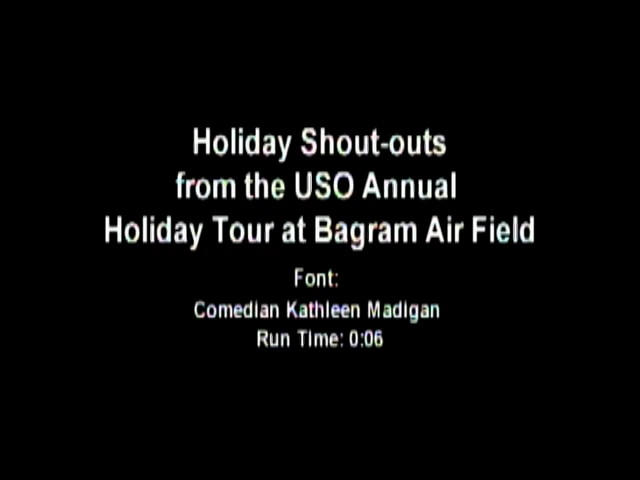 Holiday Shout-outs
from the USO Annual
Holiday Tour at Bagram Air Field
Font:
Comedian Kathleen Madigan
Run Time: 0:06